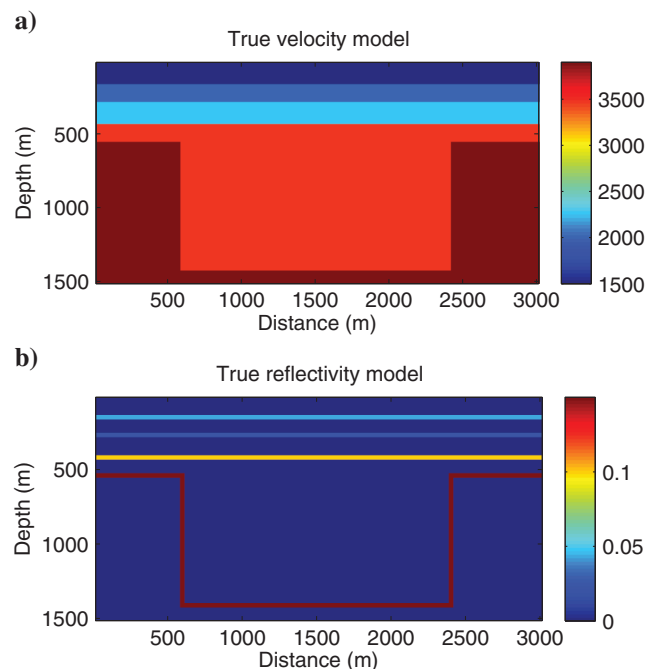 a)
True velocity model
Depth (m)
500
1000
1500
500 1000 1500 2000 2500 3000
Distance (m)
3500
3000
2500
2000
1500
b)
True reflectivity model
Depth (m)
500
1000
1500
500 1000 1500 2000 2500 3000
Distance (m)
0.1
0.05
0